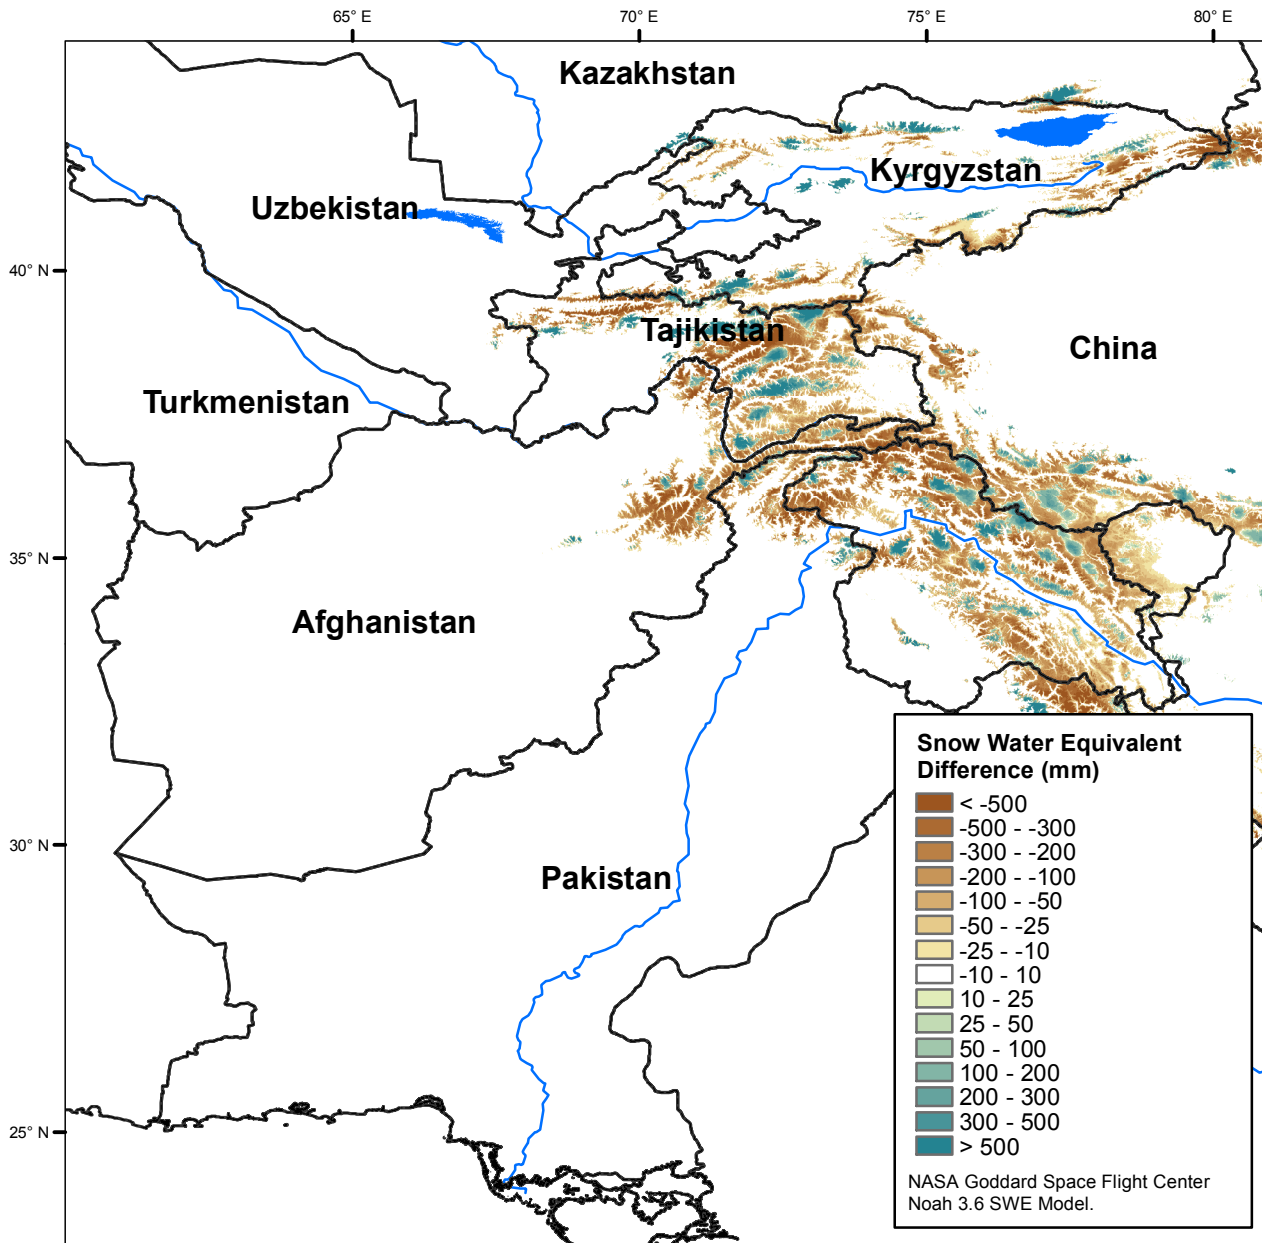 65° E
70° E
75° E
80° E
Kazakhstan
Kyrgyzstan
Uzbekistan
40° N
Tajikistan
China
Turkmenistan
35° N
Afghanistan
30° N
Pakistan
25° N
Snow Water Equivalent
Difference (mm)
< -500
-500 - -300
-300 - -200
-200 - -100
-100 - -50
-50 - -25
-25 - -10
-10 - 10
10 - 25
25 - 50
50 - 100
100 - 200
200 - 300
300 - 500
> 500
NASA Goddard Space Flight Center
Noah 3.6 SWE Model.